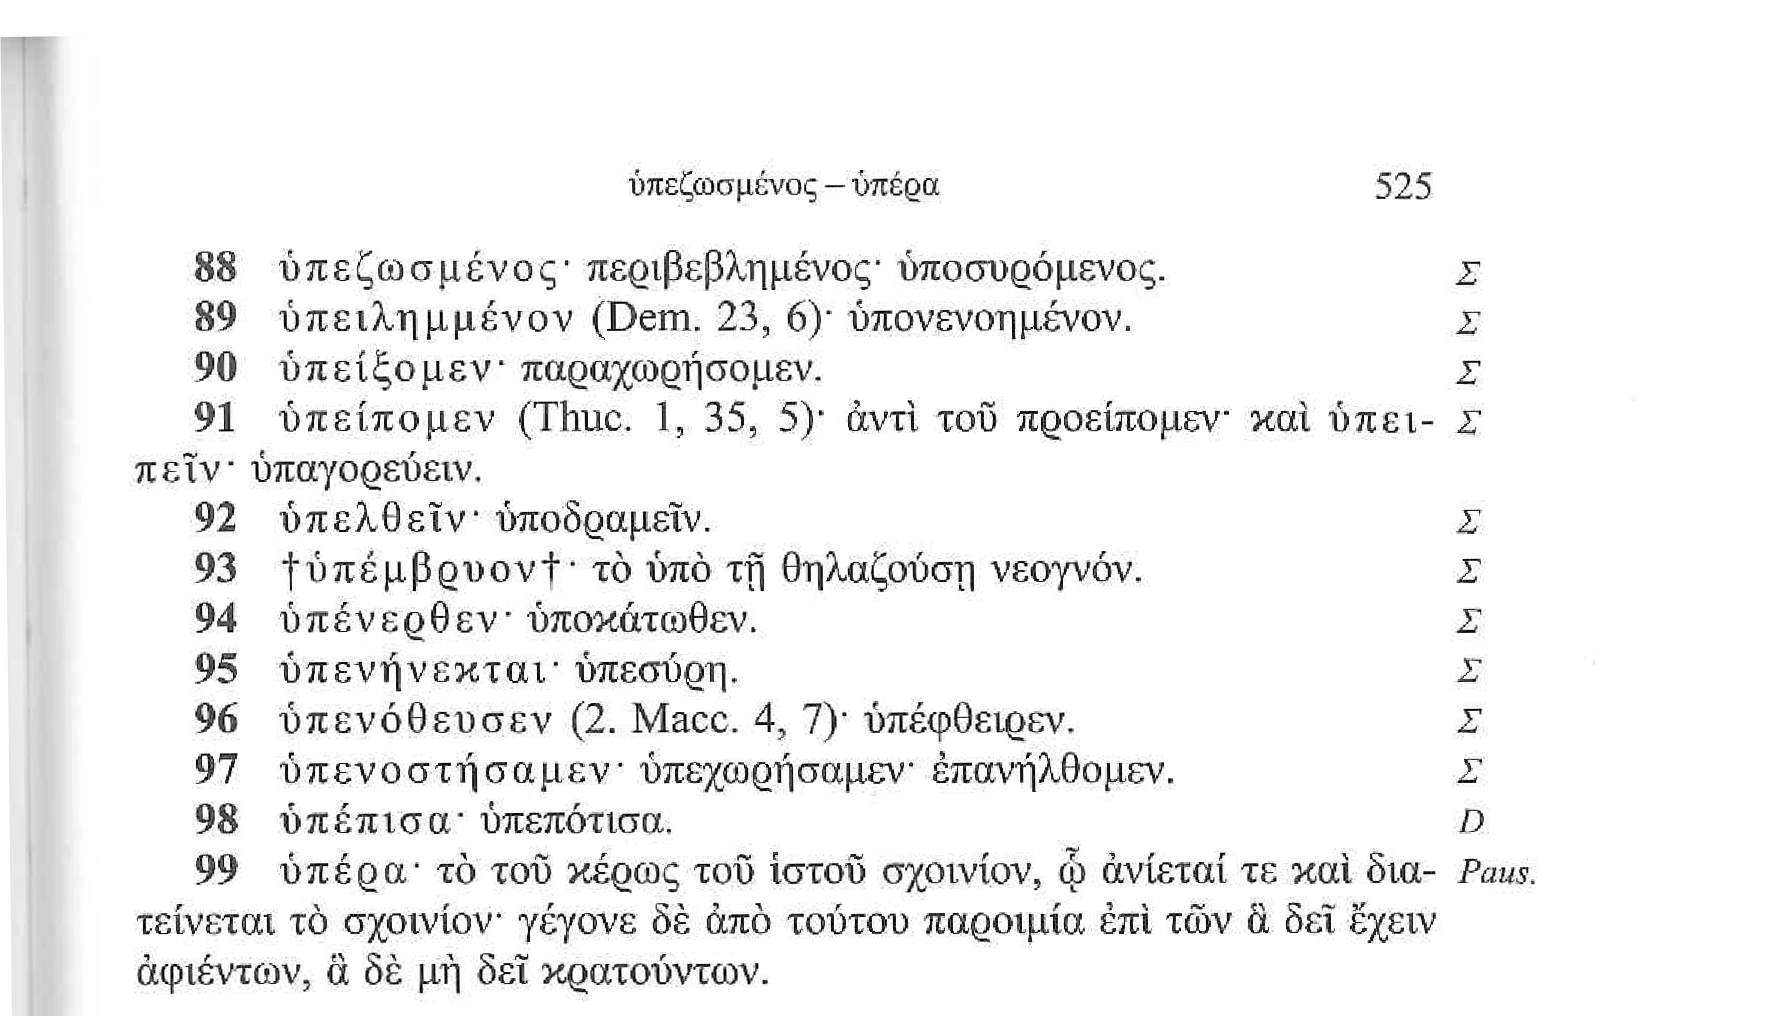 ὑπεζωσμένος – ὑπέρα 525
88 ὑπεζωσμένος· περιβεβλημένος· ὑποσυρόμενος. Σ
89 ὑπειλημμένον (Dem. 23, 6)· ὑπονενοημένον. Σ
90 ὑπείξομεν· παραχωρήσομεν. Σ
91 ὑπείπομεν (Thuc. 1, 35, 5)· ἀντὶ τοῦ προείπομεν· καὶ ὑπει- Σ
πεῖν· ὑπαγορεύειν.
92 ὑπελθεῖν· ὑποδραμεῖν. Σ
93 †ὑπέμβρυον†· τὸ ὑπὸ τῇ θηλαζούσῃ νεογνόν. Σ
94 ὑπένερθεν· ὑποκάτωθεν. Σ
95 ὑπενήνεκται· ὑπεσύρη. Σ
96 ὑπενόθευσεν (2. Macc. 4, 7)· ὑπέφθειρεν. Σ
97 ὑπενοστήσαμεν· ὑπεχωρήσαμεν· ἐπανήλθομεν. Σ
98 ὑπέπισα· ὑπεπότισα. D
99 ὑπέρα· τὸ τοῦ κέρως τοῦ ἱστοῦ σχοινίον, ᾧ ἀνίεταί τε καὶ δια- Paus.
τείνεται τὸ σχοινίον· γέγονε δὲ ἀπὸ τούτου παροιμία ἐπὶ τῶν ἃ δεῖ ἔχειν
ἀφιέντων, ἃ δὲ μὴ δεῖ κρατούντων.